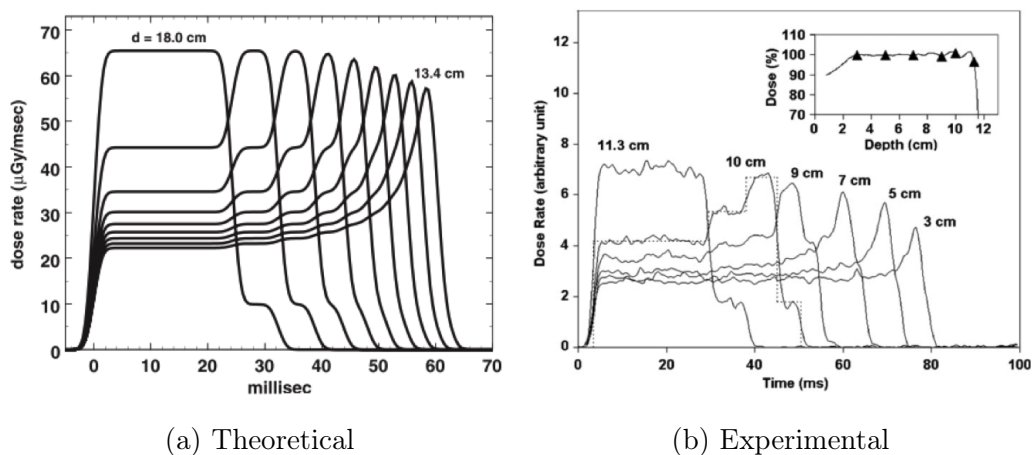 70
60
50
40
30
20
10
0
dose rate (µGy/msec)
d = 18.0 cm
13.4 cm
0 10 20 30 40 50 60 70
millisec
(a) Theoretical
12
10
8
6
4
2
0
Dose Rate (arbitrary unit)
110
100
90
80
70
Dose (%)
0 2 4 6 8 10 12
Depth (cm)
11.3 cm
10 cm
9 cm
7 cm
5 cm
3 cm
0 20 40 60 80 100
Time (ms)
(b) Experimental